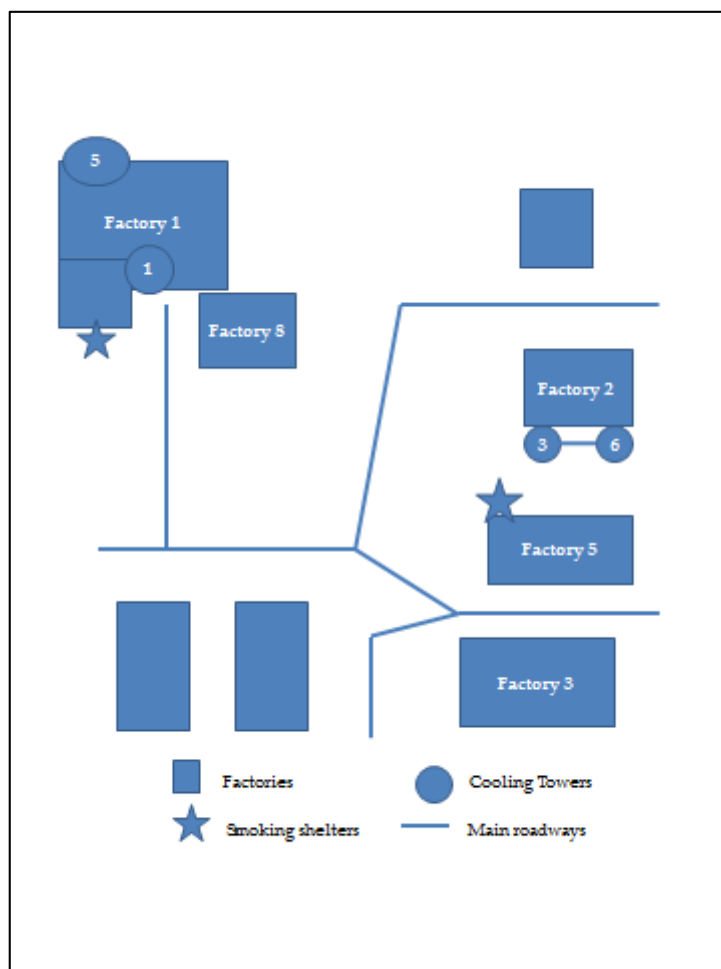 5
Factory 1
1
Factory 8
Factory 2
3
6
Factory 5
Factory 3
Factories
Cooling Towers
Smoking shelters
Main roadways